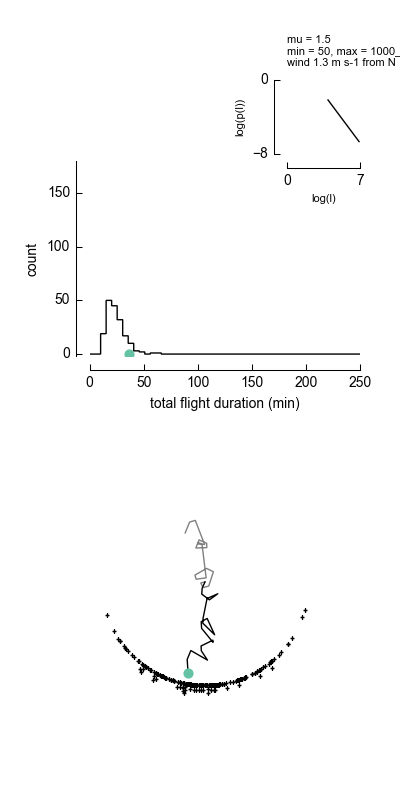 mu = 1.5
min = 50, max = 1000_
wind 1.3 m s-1 from N
0
log(p(l))
−8
0
7
log(l)
150
100
50
0
count
0
50
100
150
200
250
total flight duration (min)